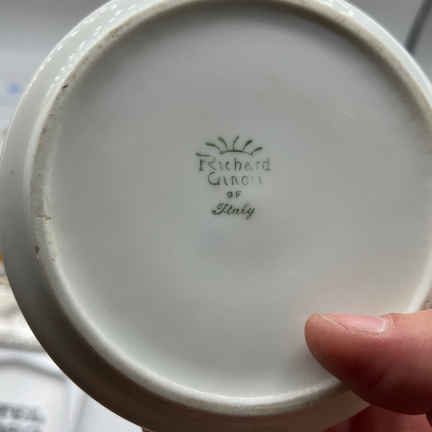 Richard
Ginori
OF
Italy